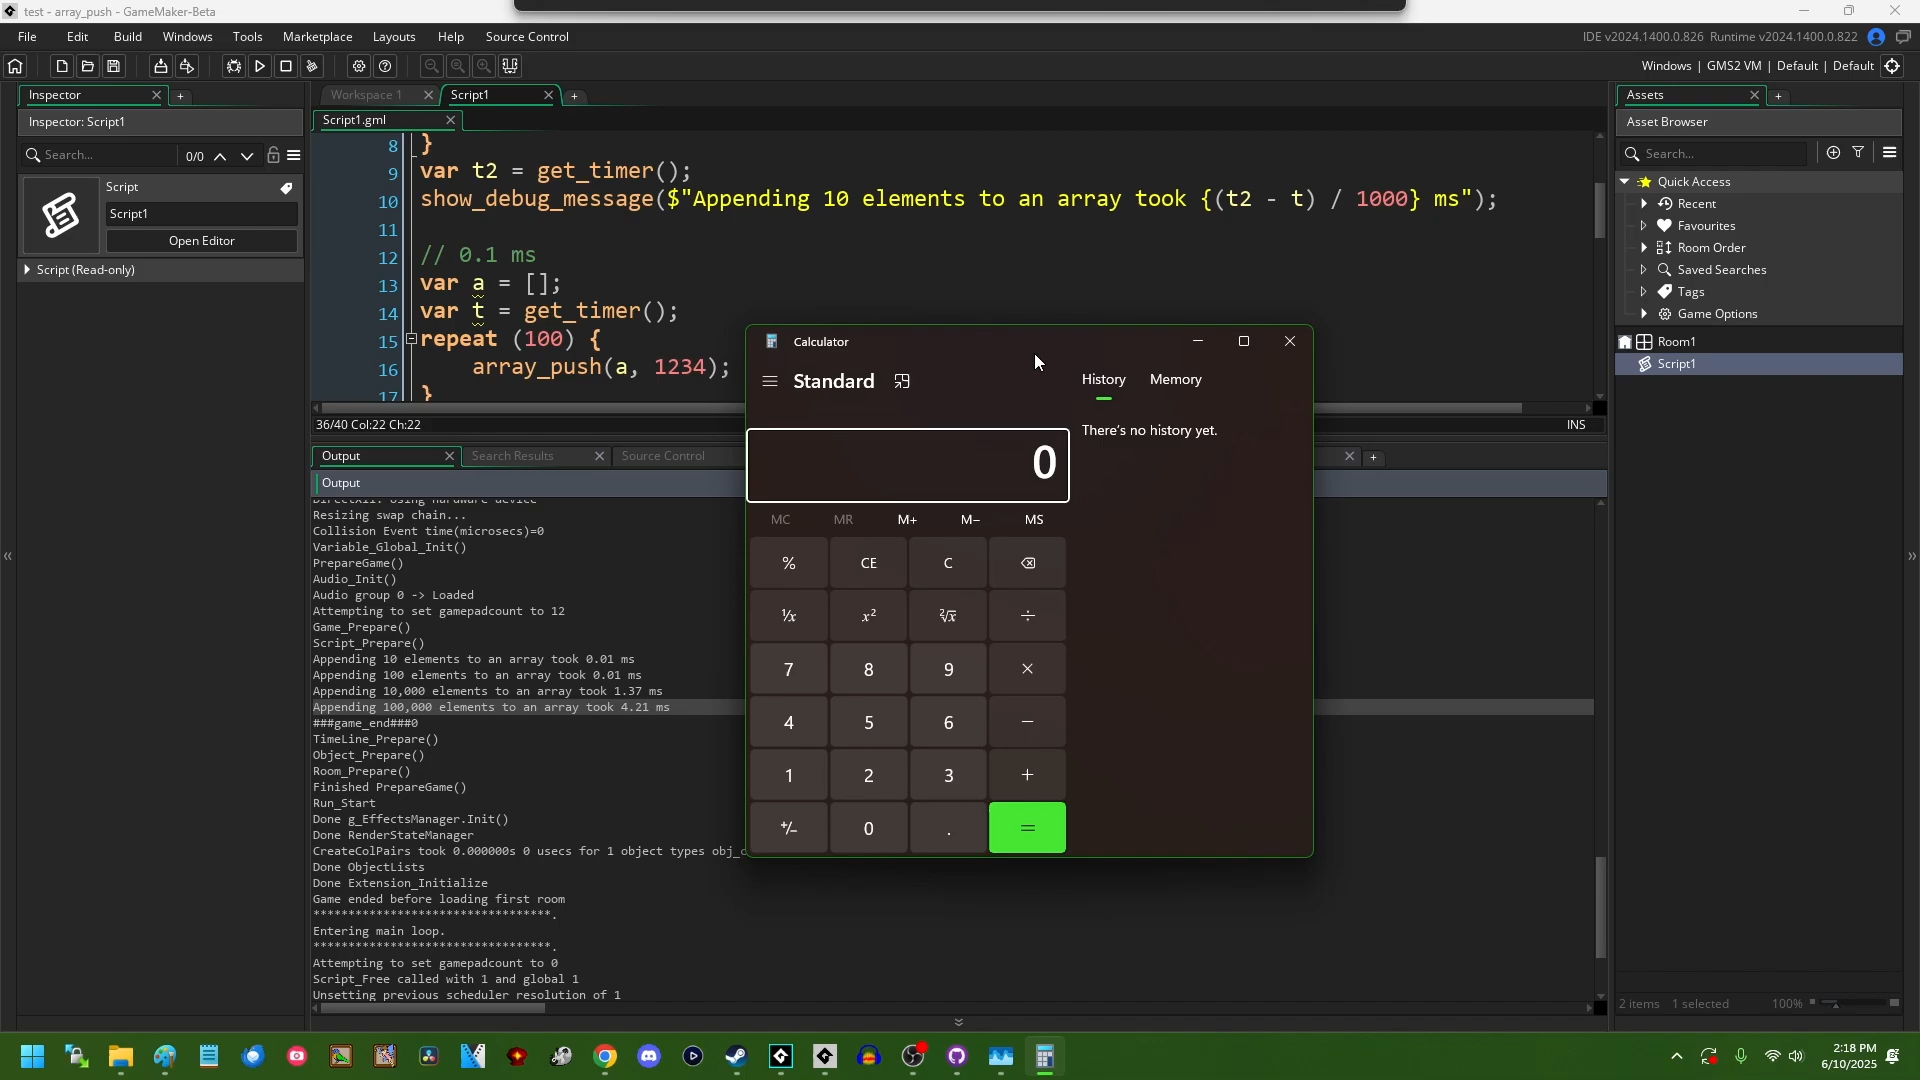 test - array_push - GameMaker-Beta
File Edit Build Windows Tools Marketplace Layouts Help Source Control
IDE v2024.1400.0.826 Runtime v2024.1400.0.822
Windows | GMS2 VM | Default | Default
Inspector
Inspector: Script1
Search...
0/0
Script
Script1
Open Editor
Script (Read-only)
Workspace 1
Script1
Script1.gml
8 }
9 var t2 = get_timer();
10 show_debug_message($"Appending 10 elements to an array took {(t2 - t) / 1000} ms");
11
12 // 0.1 ms
13 var a = [];
14 var t = get_timer();
15 repeat (100) {
16 array_push(a, 1234);
17 }
36/40 Col:22 Ch:22
INS
Output
Search Results
Source Control
Output
DirectX11: Using hardware device
Resizing swap chain...
Collision Event time(microsecs)=0
Variable_Global_Init()
PrepareGame()
Audio_Init()
Audio group 0 -> Loaded
Attempting to set gamepadcount to 12
Game_Prepare()
Script_Prepare()
Appending 10 elements to an array took 0.01 ms
Appending 100 elements to an array took 0.01 ms
Appending 10,000 elements to an array took 1.37 ms
Appending 100,000 elements to an array took 4.21 ms
###game_end###0
TimeLine_Prepare()
Object_Prepare()
Room_Prepare()
Finished PrepareGame()
Run_Start
Done g_EffectsManager.Init()
Done RenderStateManager
CreateColPairs took 0.000000s 0 usecs for 1 object types obj_c
Done ObjectLists
Done Extension_Initialize
Game ended before loading first room
**********************************.
Entering main loop.
**********************************.
Attempting to set gamepadcount to 0
Script_Free called with 1 and global 1
Unsetting previous scheduler resolution of 1
Calculator
Standard
History
Memory
There's no history yet.
0
MC MR M+ M− MS
% CE C
¹/x x² ²√x ÷
7 8 9 ×
4 5 6 −
1 2 3 +
+/− 0 . =
Assets
Asset Browser
Search...
Quick Access
Recent
Favourites
Room Order
Saved Searches
Tags
Game Options
Room1
Script1
2 items 1 selected
100%
2:18 PM
6/10/2025